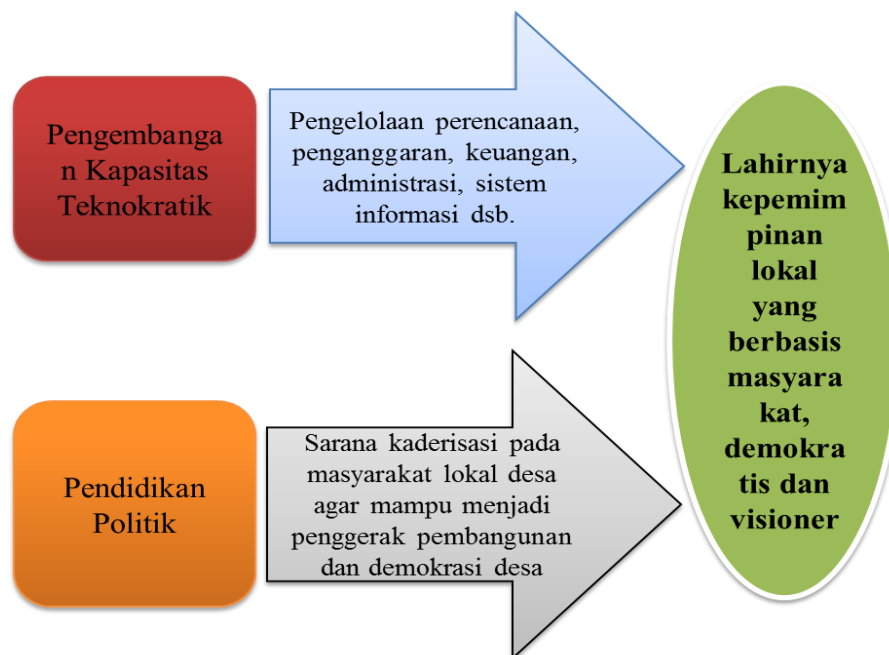 Pengembanga
n Kapasitas
Teknokratik
Pengelolaan perencanaan,
penganggaran, keuangan,
administrasi, sistem
informasi dsb.
Pendidikan
Politik
Sarana kaderisasi pada
masyarakat lokal desa
agar mampu menjadi
penggerak pembangunan
dan demokrasi desa
Lahirnya
kepemim
pinan
lokal
yang
berbasis
masyara
kat,
demokra
tis dan
visioner